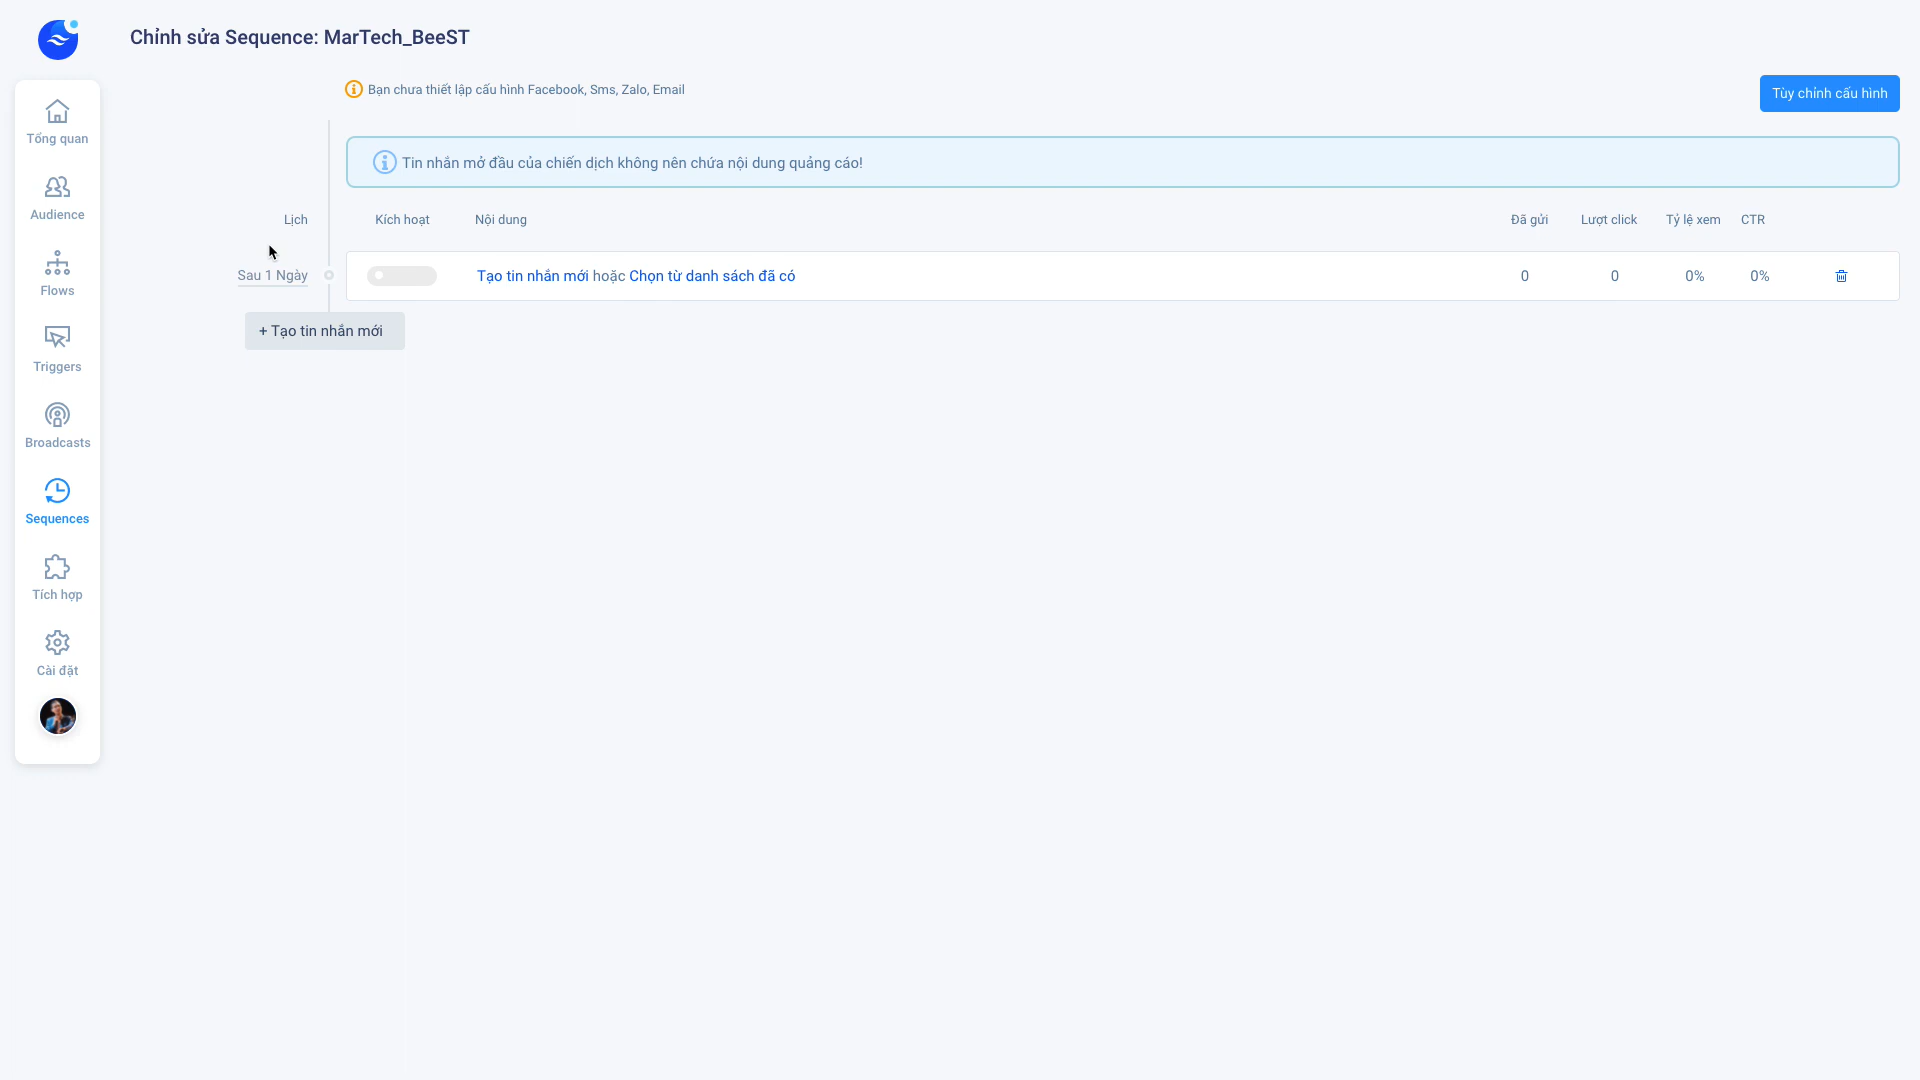 Chỉnh sửa Sequence: MarTech_BeeST
Bạn chưa thiết lập cấu hình Facebook, Sms, Zalo, Email
Tùy chỉnh cấu hình
Tin nhắn mở đầu của chiến dịch không nên chứa nội dung quảng cáo!
Lịch Kích hoạt Nội dung Đã gửi Lượt click Tỷ lệ xem CTR
Sau 1 Ngày Tạo tin nhắn mới hoặc Chọn từ danh sách đã có 0 0 0% 0%
+ Tạo tin nhắn mới
Tổng quan
Audience
Flows
Triggers
Broadcasts
Sequences
Tích hợp
Cài đặt